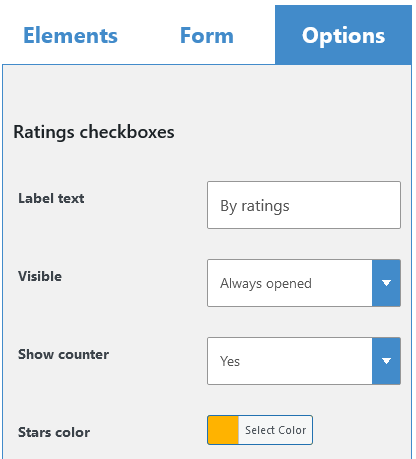 Elements Form Options
Ratings checkboxes
Label text By ratings
Visible Always opened
Show counter Yes
Stars color Select Color